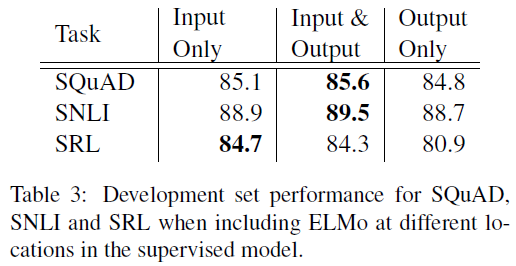 Task Input Only Input & Output Output Only
SQuAD 85.1 85.6 84.8
SNLI 88.9 89.5 88.7
SRL 84.7 84.3 80.9
Table 3: Development set performance for SQuAD,
SNLI and SRL when including ELMo at different lo-
cations in the supervised model.